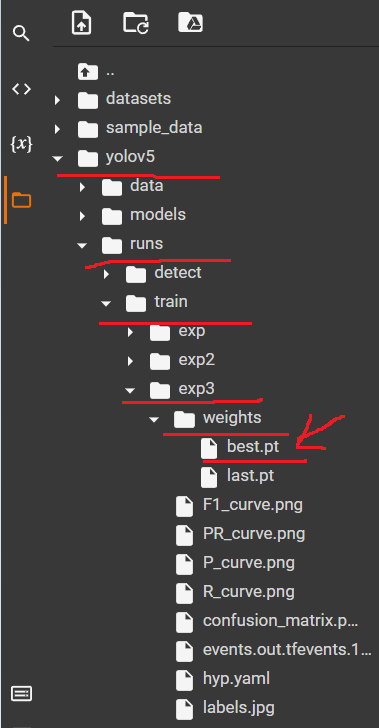 ..
datasets
sample_data
{x}
yolov5
data
models
runs
detect
train
exp
exp2
exp3
weights
best.pt
last.pt
F1_curve.png
PR_curve.png
P_curve.png
R_curve.png
confusion_matrix.p...
events.out.tfevents.1...
hyp.yaml
labels.jpg